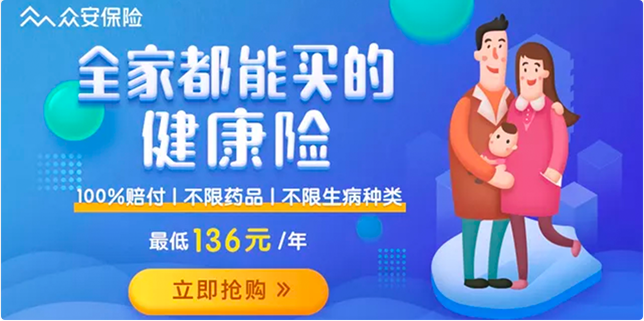 众安保险
全家都能买的
健康险
100%赔付 | 不限药品 | 不限生病种类
最低136元/年
立即抢购 »